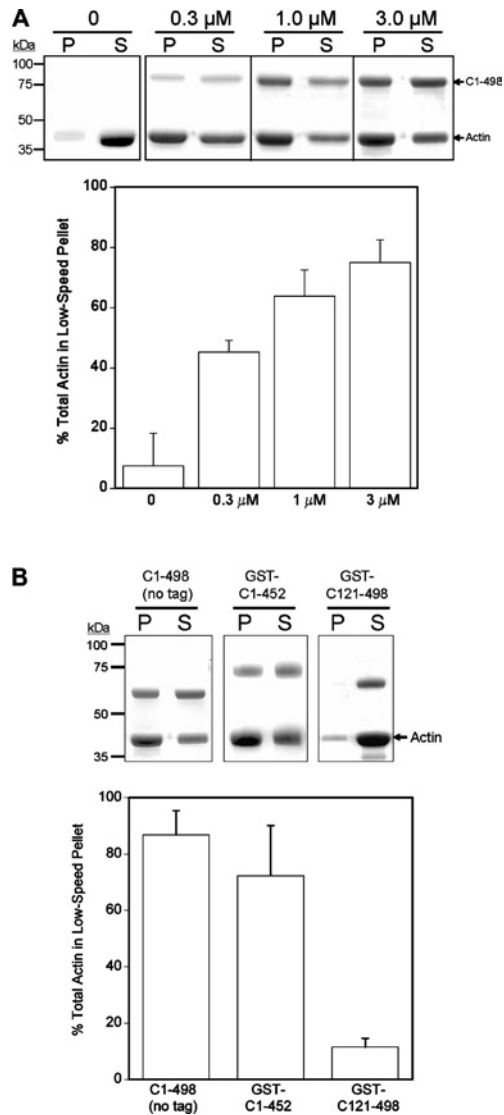 A
0 0.3 µM 1.0 µM 3.0 µM
kDa P S P S P S P S
100
75
50
35
C1-498
Actin
% Total Actin in Low-Speed Pellet
100
80
60
40
20
0
0 0.3 µM 1 µM 3 µM
B
C1-498 (no tag)
GST-C1-452
GST-C121-498
kDa P S P S P S
100
75
50
35
Actin
% Total Actin in Low-Speed Pellet
100
80
60
40
20
0
C1-498 (no tag)
GST-C1-452
GST-C121-498